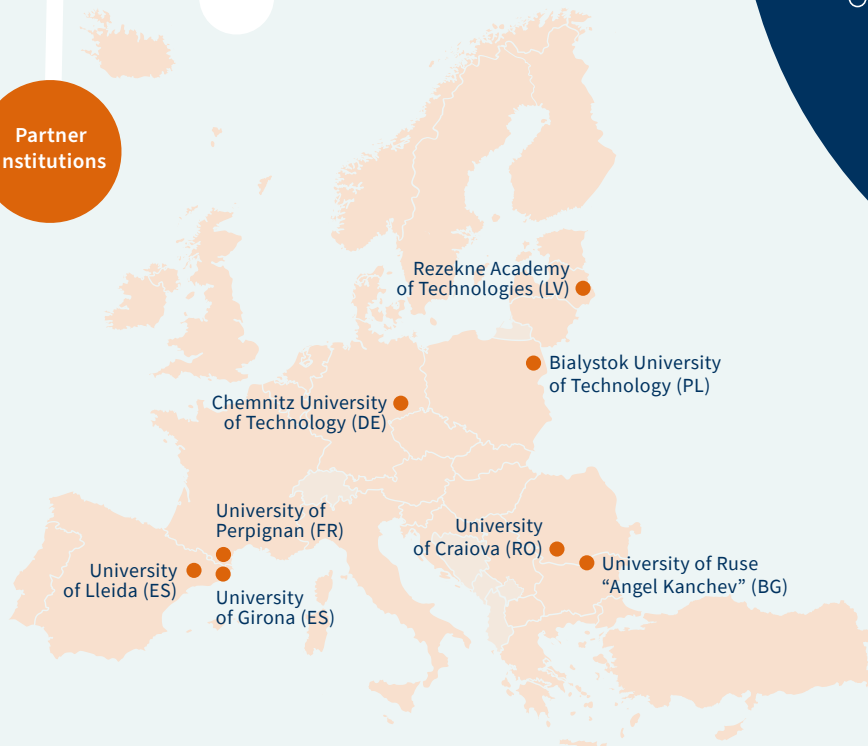 Partner
nstitutions
Rezekne Academy
of Technologies (LV)
Bialystok University
of Technology (PL)
Chemnitz University
of Technology (DE)
University of
Perpignan (FR)
University
of Craiova (RO)
University
of Lleida (ES)
University of Ruse
“Angel Kanchev” (BG)
University
of Girona (ES)